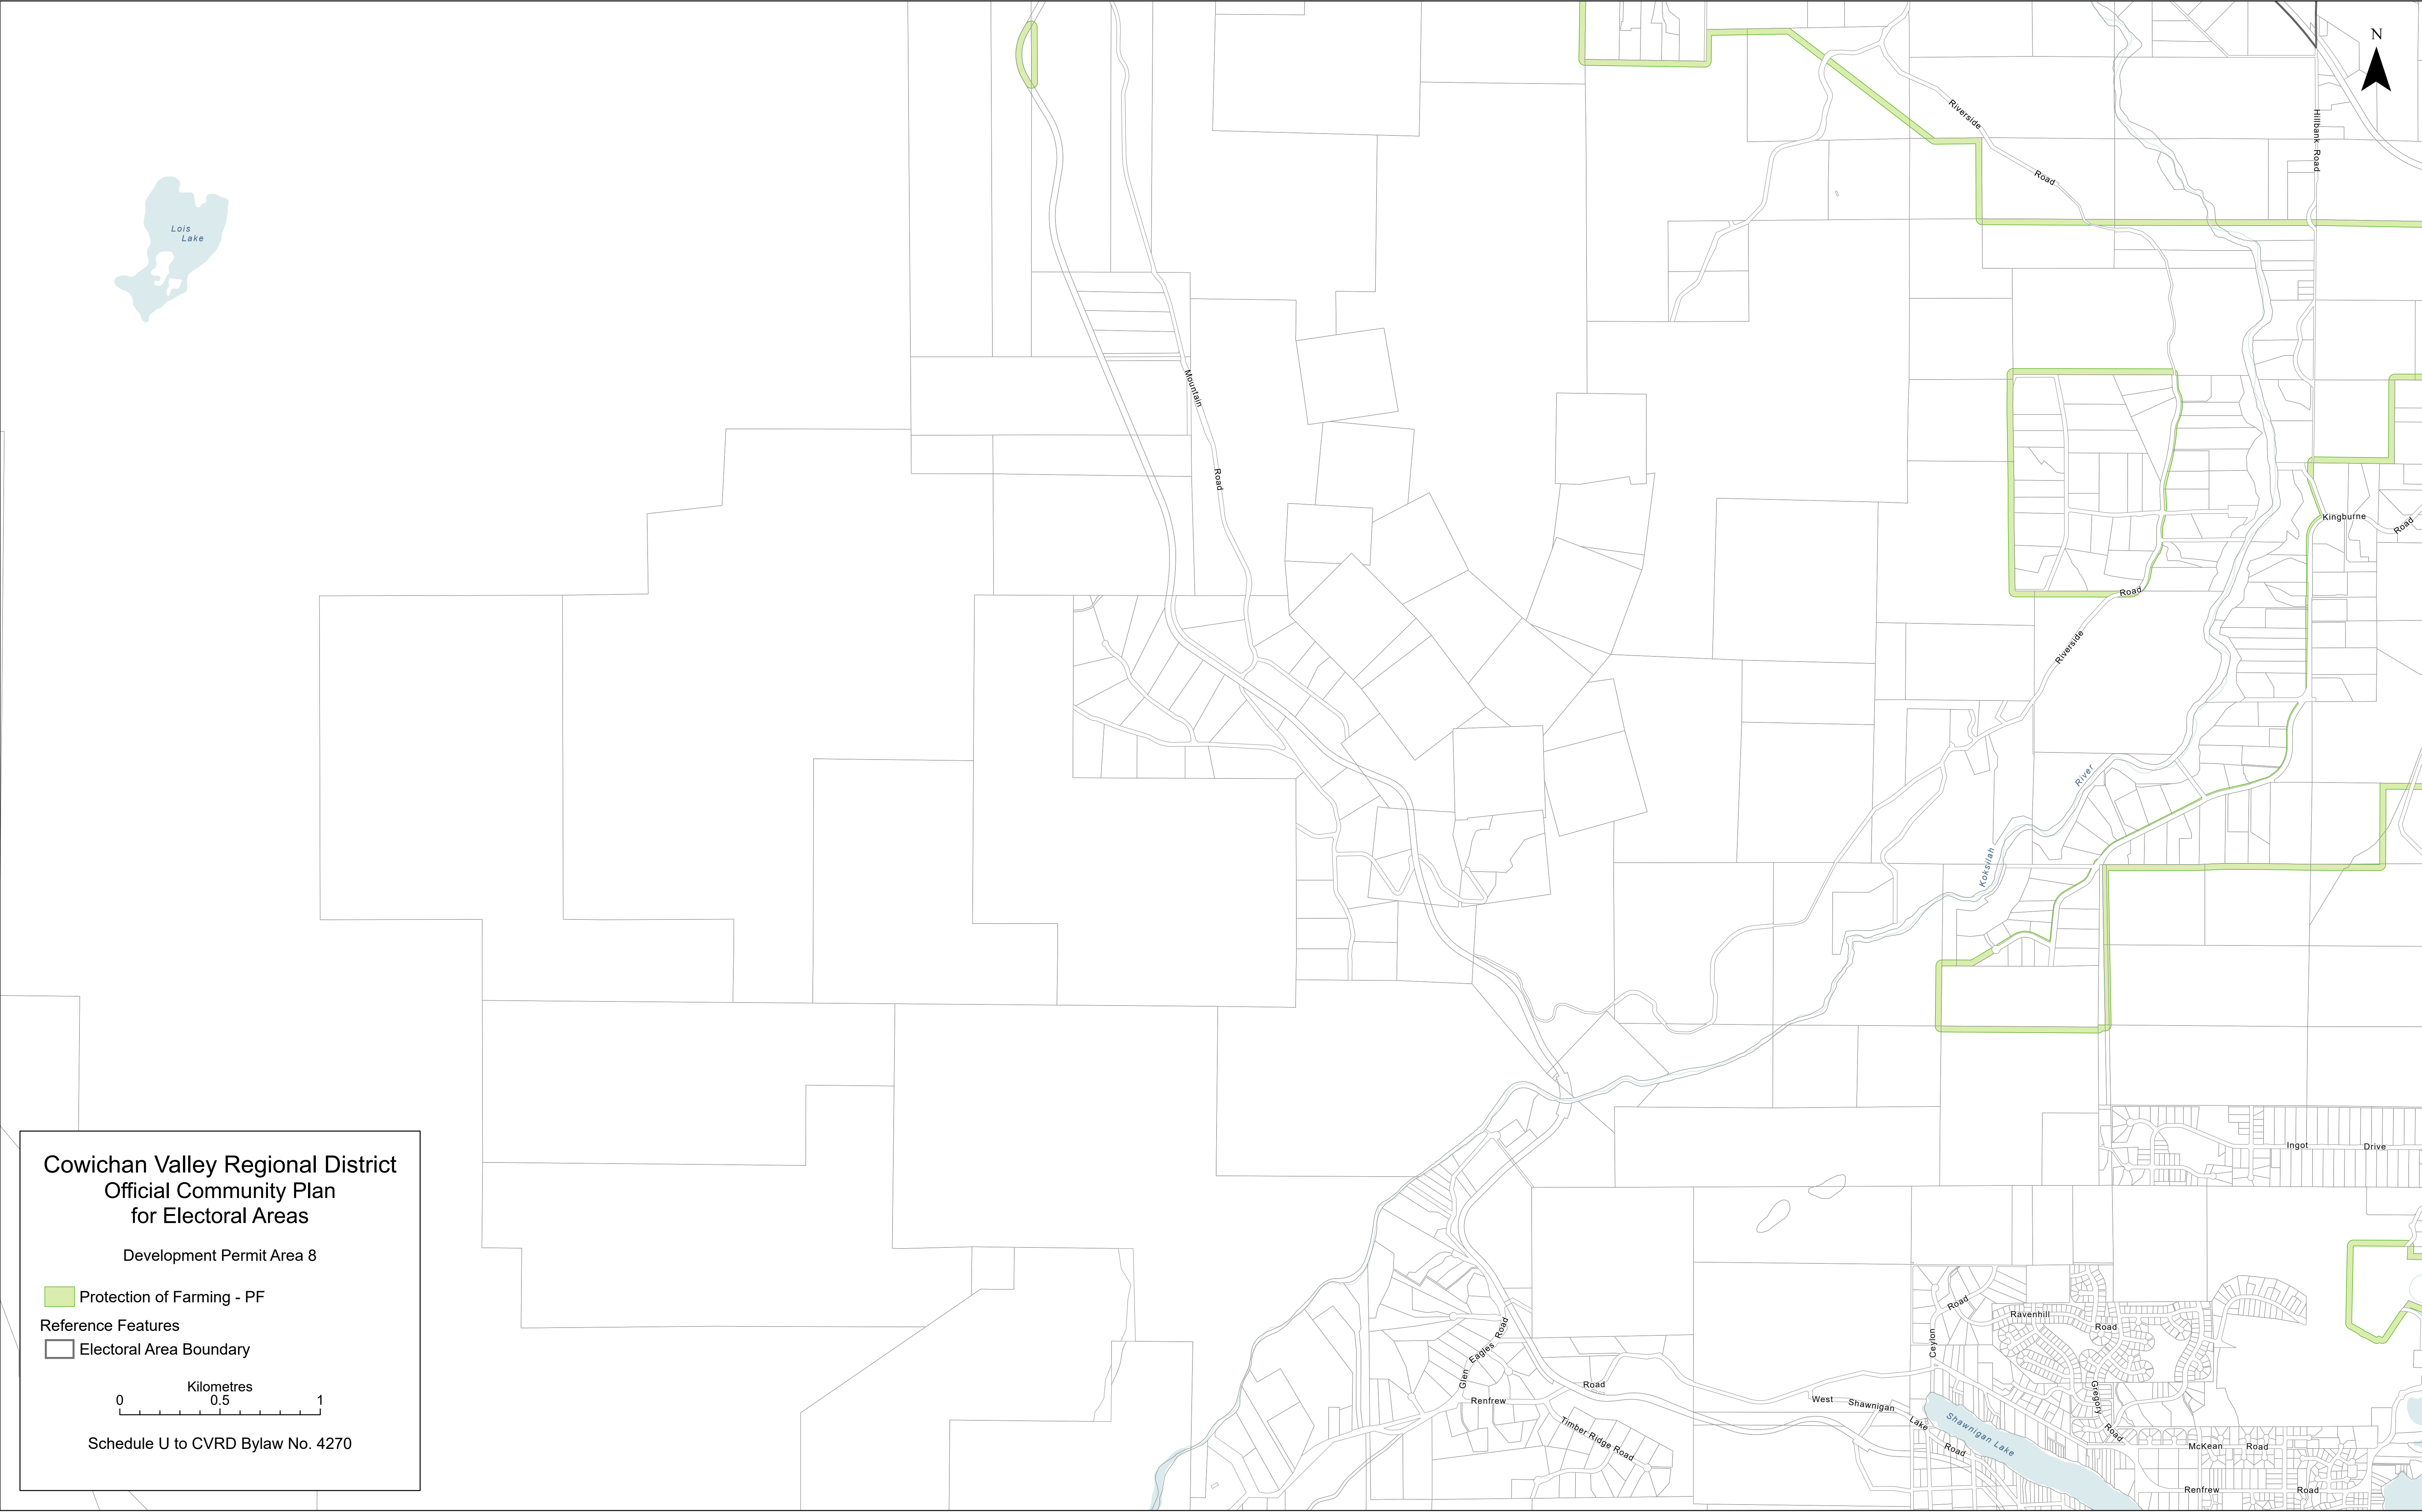 N
Riverside
Road
Hillbank Road
Lois
Lake
Mountain
Road
Kingburne
Road
Road
Riverside
River
Koksilah
Ingot Drive
Road
Ravenhill
Road
Ceylon
Glen Eagles Road
Renfrew Road
West Shawnigan Lake Road
Timber Ridge Road
Gregory Road
Shawnigan Lake
McKean Road
Renfrew Road
Cowichan Valley Regional District
Official Community Plan
for Electoral Areas
Development Permit Area 8
Protection of Farming - PF
Reference Features
Electoral Area Boundary
Kilometres
0 0.5 1
Schedule U to CVRD Bylaw No. 4270